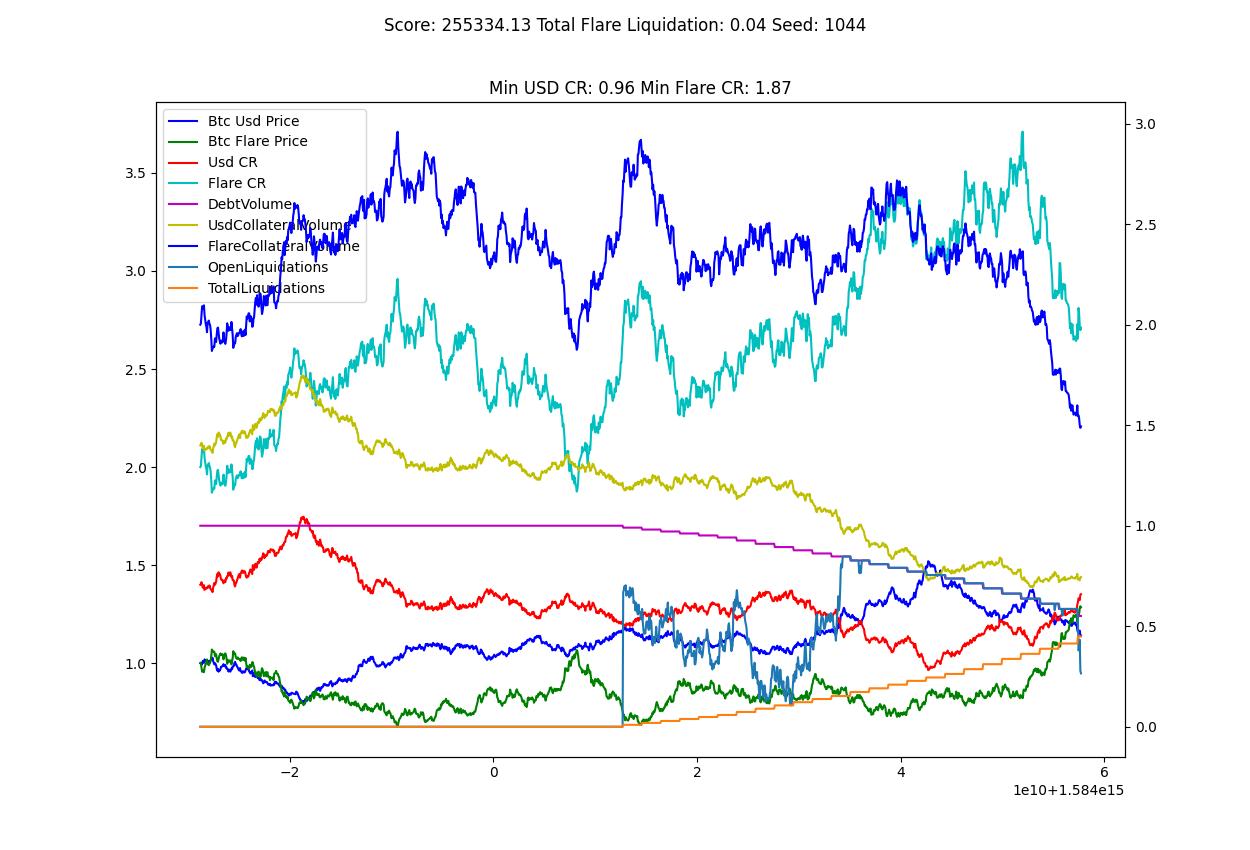 Score: 255334.13 Total Flare Liquidation: 0.04 Seed: 1044
Min USD CR: 0.96 Min Flare CR: 1.87
Btc Usd Price
Btc Flare Price
Usd CR
Flare CR
DebtVolume
UsdCollateralVolume
FlareCollateralVolume
OpenLiquidations
TotalLiquidations
3.5
3.0
2.5
2.0
1.5
1.0
3.0
2.5
2.0
1.5
1.0
0.5
0.0
−2
0
2
4
6
1e10+1.584e15